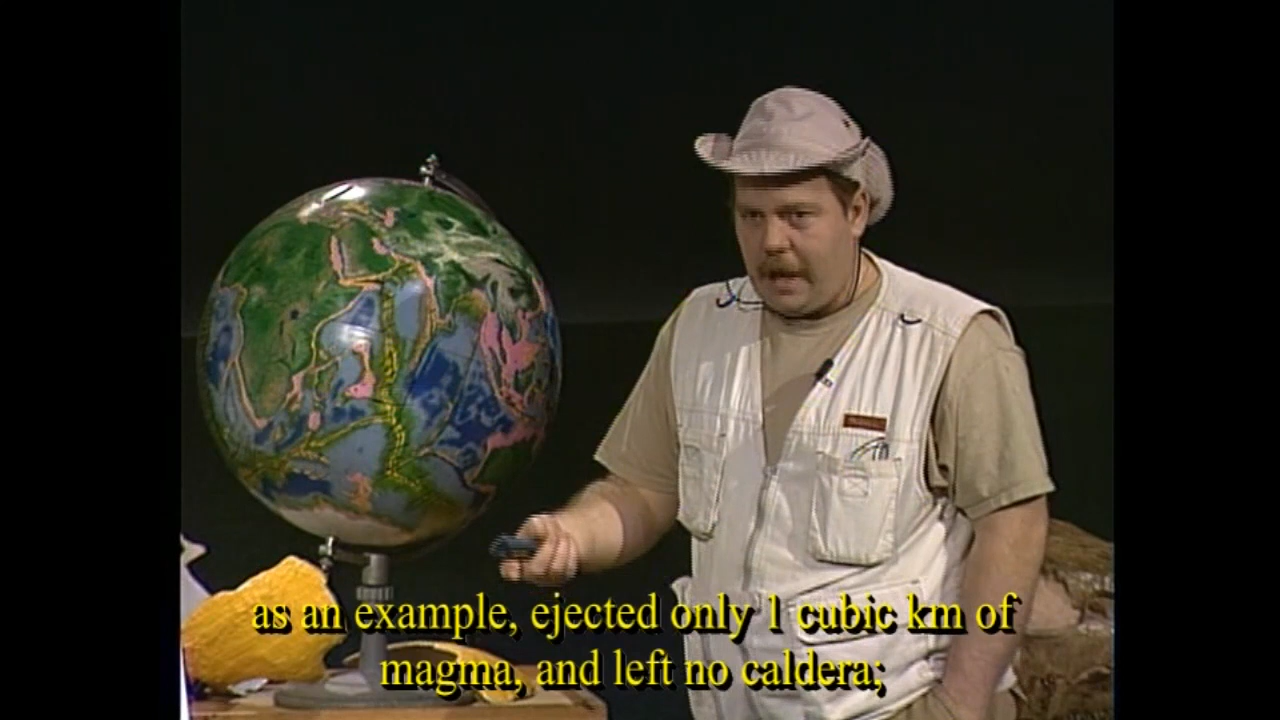 as an example, ejected only 1 cubic km of
magma, and left no caldera;